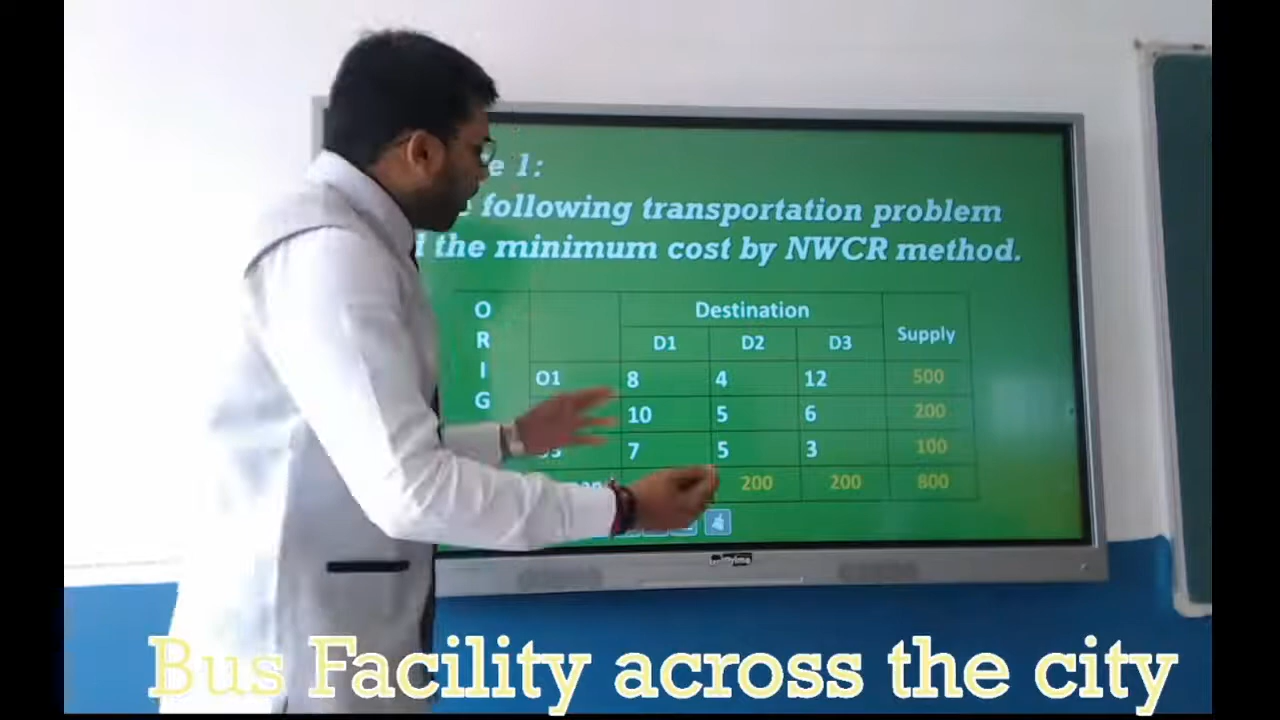 e 1:
following transportation problem
the minimum cost by NWCR method.
O
R
I
G
Destination
Supply
D1 D2 D3
O1 8 4 12 500
10 5 6 200
7 5 3 100
200 200 800
Bus Facility across the city